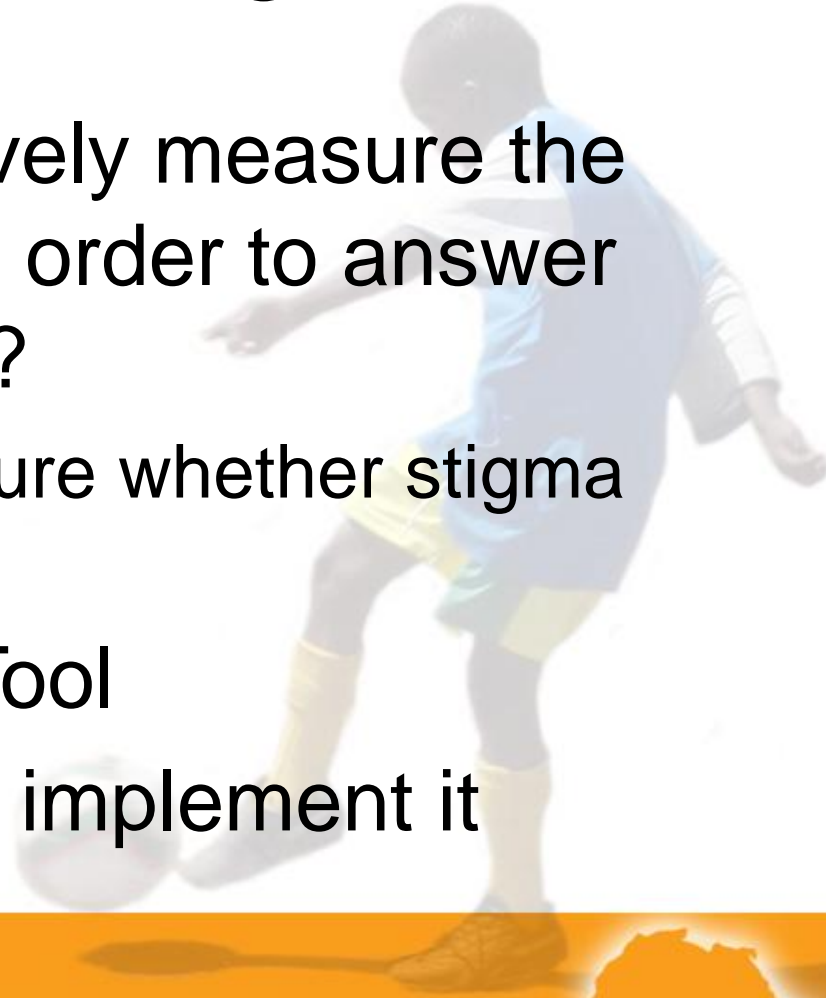 vely measure the
order to answer
?
ure whether stigma
ool
implement it